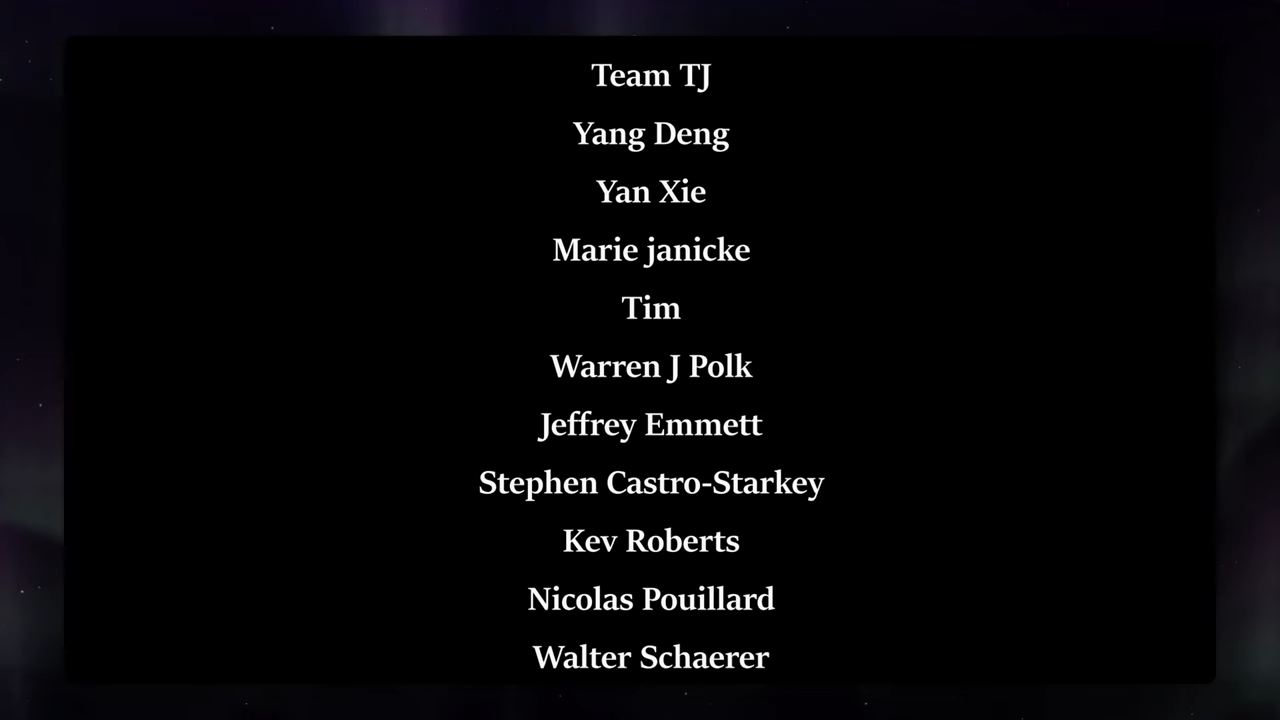 Team TJ
Yang Deng
Yan Xie
Marie janicke
Tim
Warren J Polk
Jeffrey Emmett
Stephen Castro-Starkey
Kev Roberts
Nicolas Pouillard
Walter Schaerer